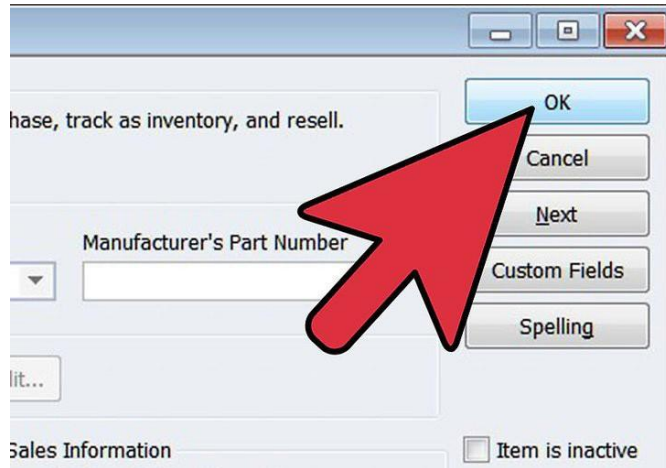 OK
hase, track as inventory, and resell.
Cancel
Next
Manufacturer's Part Number
Custom Fields
Spelling
lit...
Sales Information
Item is inactive